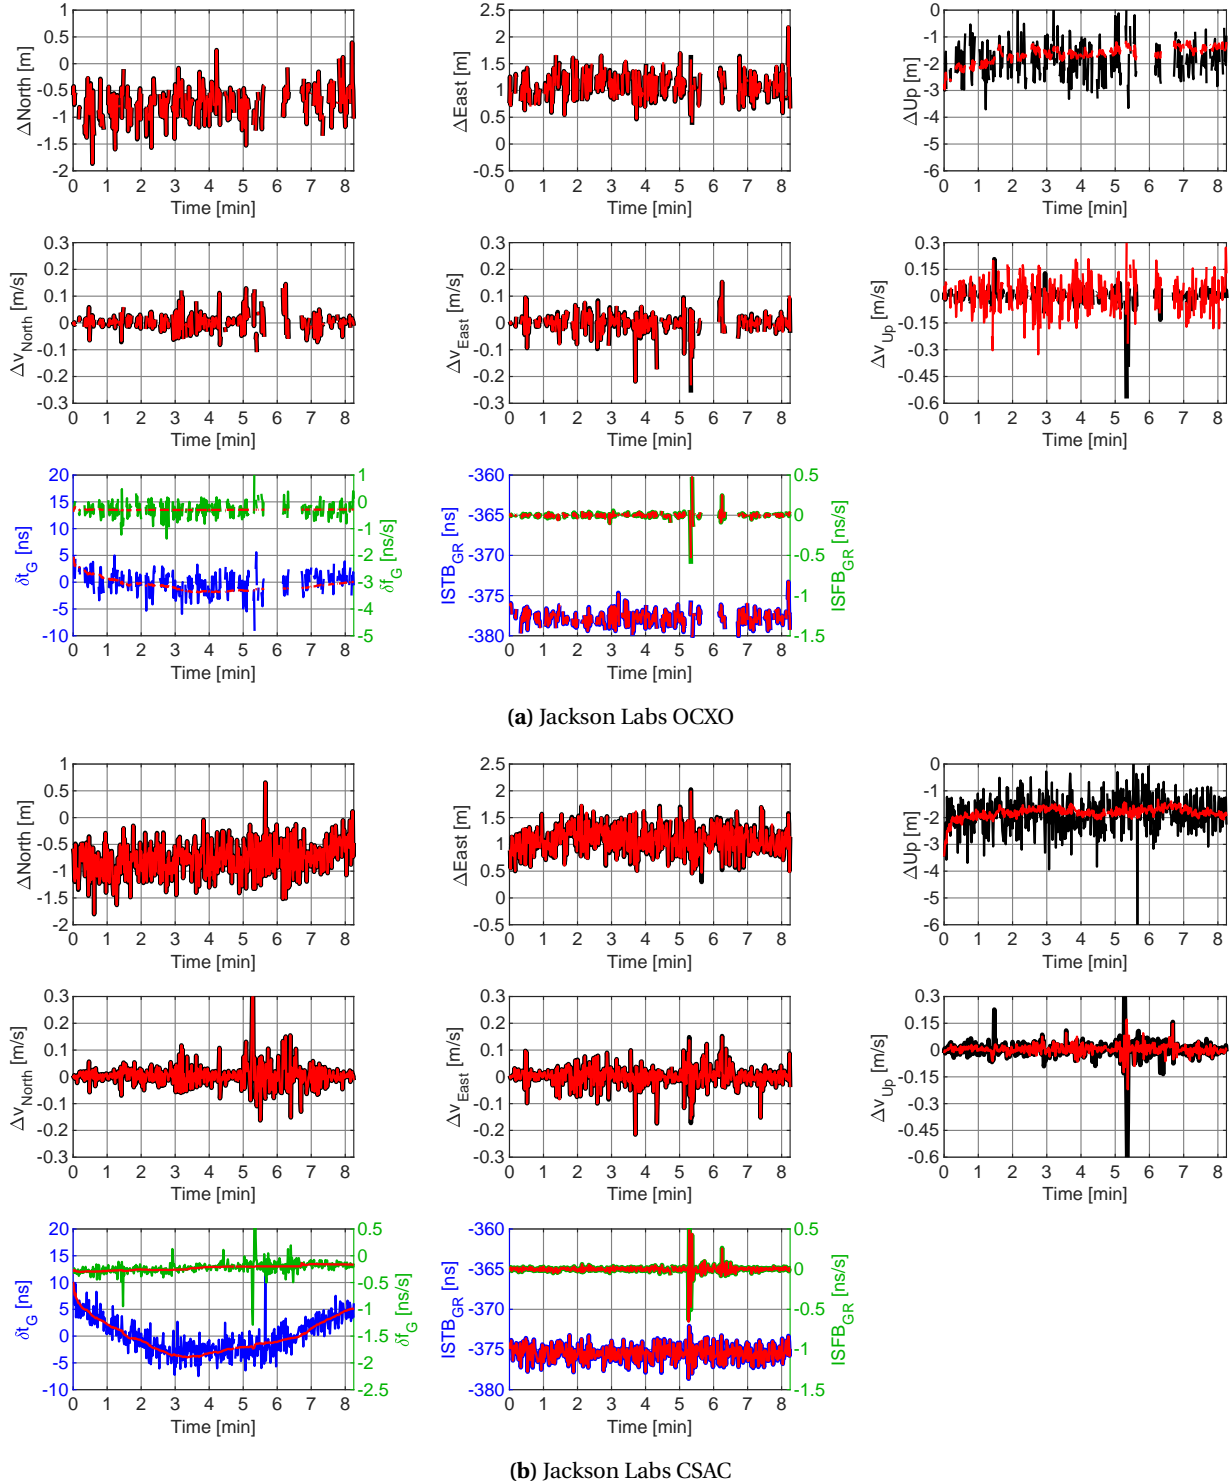 1
0.5
0
-0.5
-1
-1.5
-2
ΔNorth [m]
0 1 2 3 4 5 6 7 8
Time [min]
2.5
2
1.5
1
0.5
0
-0.5
ΔEast [m]
0 1 2 3 4 5 6 7 8
Time [min]
0
-1
-2
-3
-4
-5
-6
ΔUp [m]
0 1 2 3 4 5 6 7 8
Time [min]
0.3
0.2
0.1
0
-0.1
-0.2
-0.3
Δv_North [m/s]
0 1 2 3 4 5 6 7 8
Time [min]
0.3
0.2
0.1
0
-0.1
-0.2
-0.3
Δv_East [m/s]
0 1 2 3 4 5 6 7 8
Time [min]
0.3
0.15
0
-0.15
-0.3
-0.45
-0.6
Δv_Up [m/s]
0 1 2 3 4 5 6 7 8
Time [min]
20
15
10
5
0
-5
-10
δt_G [ns]
1
0
-1
-2
-3
-4
-5
δf_G [ns/s]
0 1 2 3 4 5 6 7 8
Time [min]
-360
-365
-370
-375
-380
ISTB_GR [ns]
0.5
0
-0.5
-1
-1.5
ISFB_GR [ns/s]
0 1 2 3 4 5 6 7 8
Time [min]
(a) Jackson Labs OCXO
1
0.5
0
-0.5
-1
-1.5
-2
ΔNorth [m]
0 1 2 3 4 5 6 7 8
Time [min]
2.5
2
1.5
1
0.5
0
-0.5
ΔEast [m]
0 1 2 3 4 5 6 7 8
Time [min]
0
-1
-2
-3
-4
-5
-6
ΔUp [m]
0 1 2 3 4 5 6 7 8
Time [min]
0.3
0.2
0.1
0
-0.1
-0.2
-0.3
Δv_North [m/s]
0 1 2 3 4 5 6 7 8
Time [min]
0.3
0.2
0.1
0
-0.1
-0.2
-0.3
Δv_East [m/s]
0 1 2 3 4 5 6 7 8
Time [min]
0.3
0.15
0
-0.15
-0.3
-0.45
-0.6
Δv_Up [m/s]
0 1 2 3 4 5 6 7 8
Time [min]
20
15
10
5
0
-5
-10
δt_G [ns]
0.5
0
-0.5
-1
-1.5
-2
-2.5
δf_G [ns/s]
0 1 2 3 4 5 6 7 8
Time [min]
-360
-365
-370
-375
-380
ISTB_GR [ns]
0.5
0
-0.5
-1
-1.5
ISFB_GR [ns/s]
0 1 2 3 4 5 6 7 8
Time [min]
(b) Jackson Labs CSAC